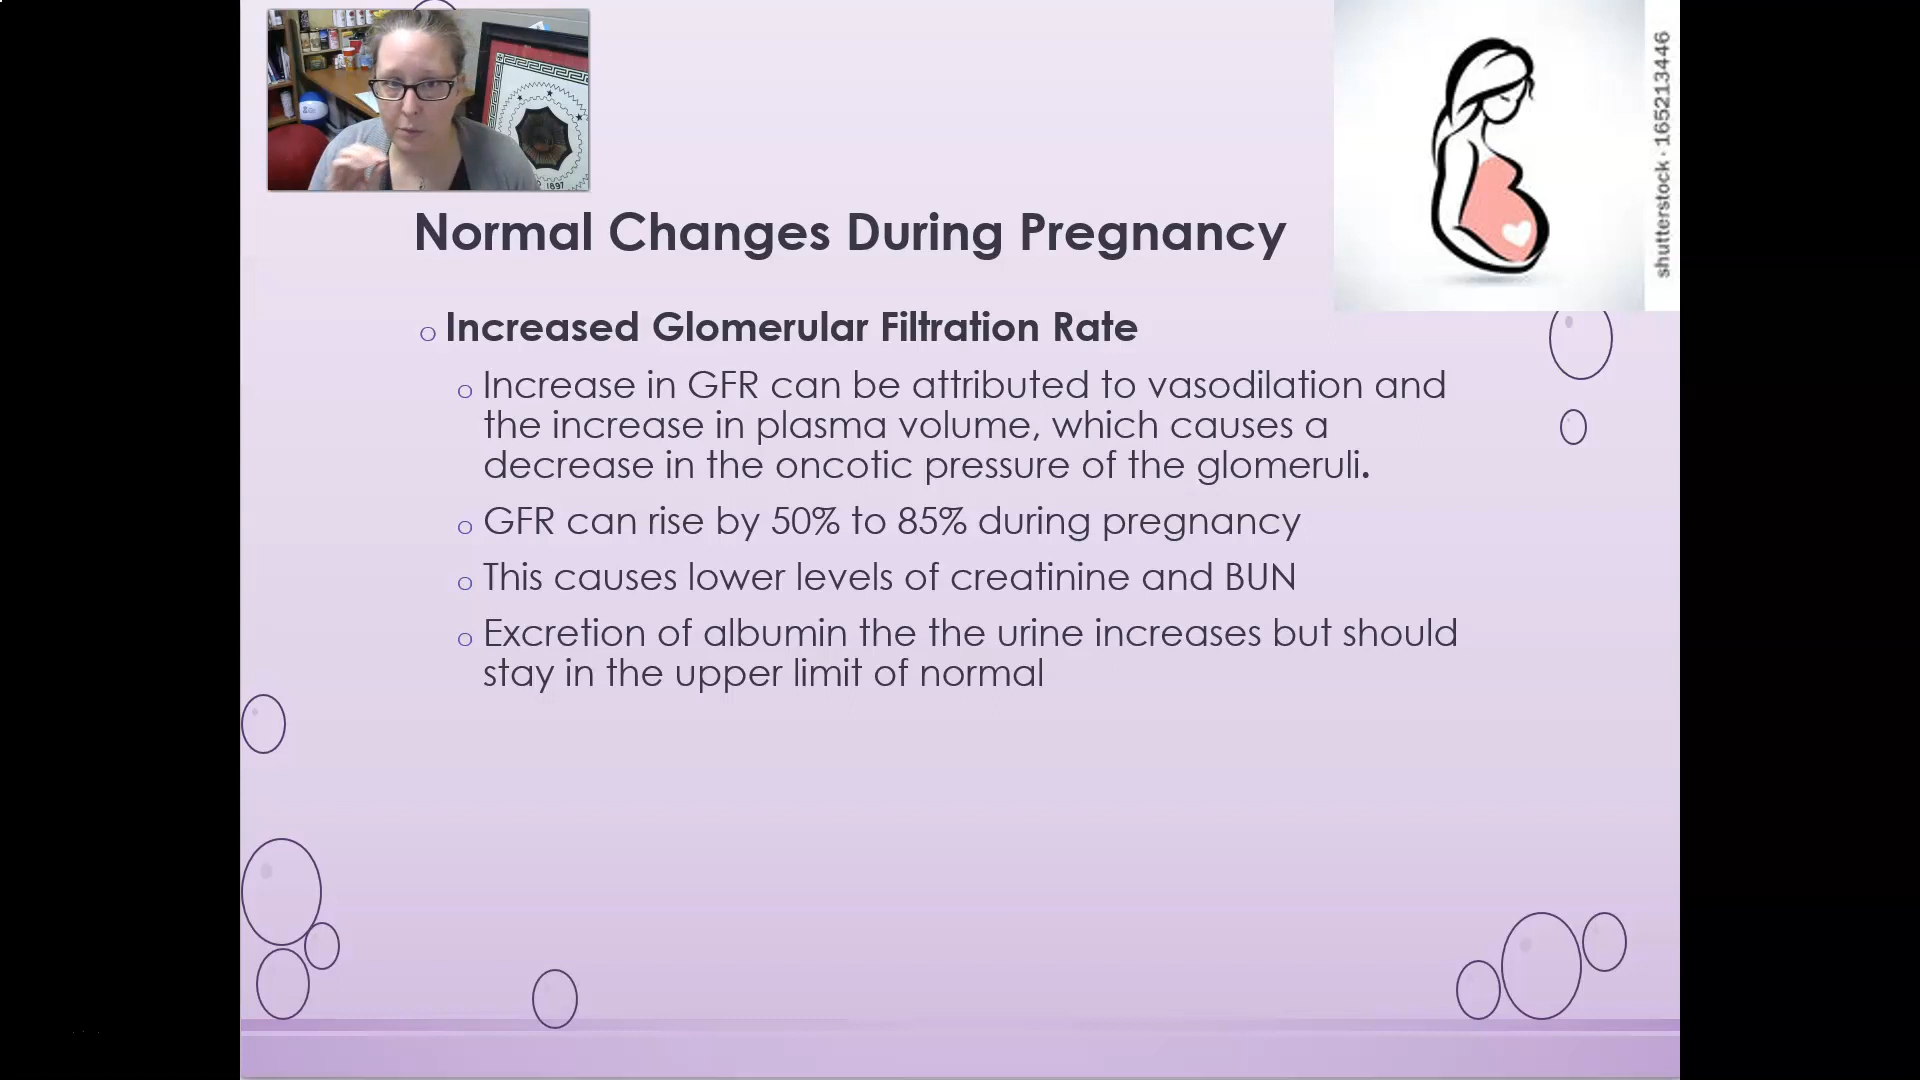 1897
shutterstock · 165213446
Normal Changes During Pregnancy
Increased Glomerular Filtration Rate
Increase in GFR can be attributed to vasodilation and
the increase in plasma volume, which causes a
decrease in the oncotic pressure of the glomeruli.
GFR can rise by 50% to 85% during pregnancy
This causes lower levels of creatinine and BUN
Excretion of albumin the the urine increases but should
stay in the upper limit of normal